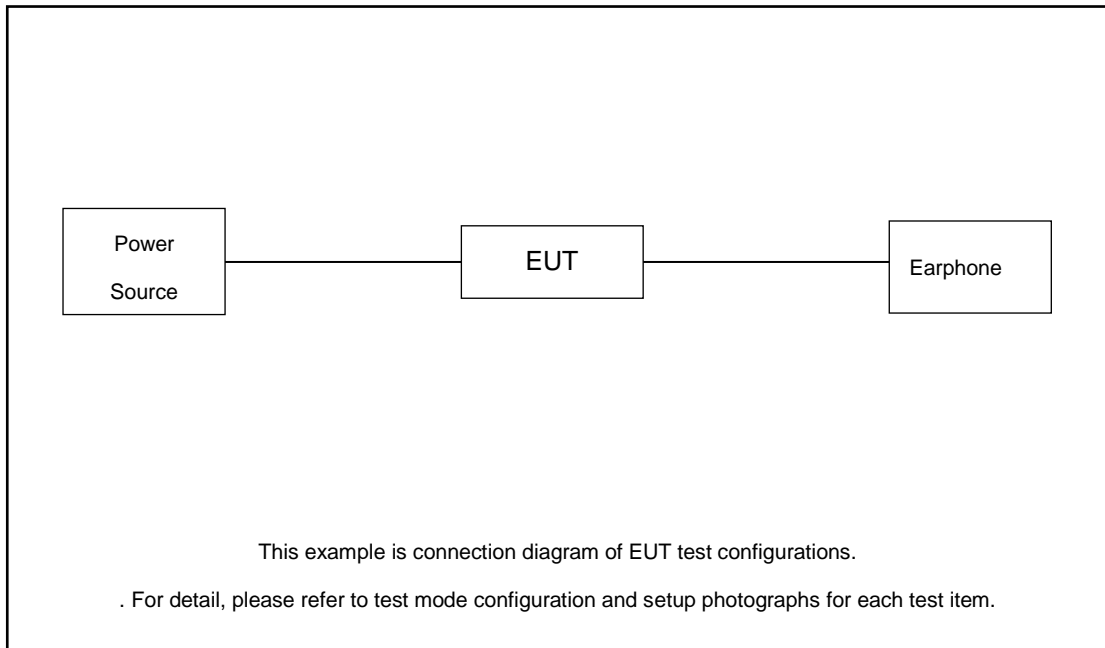 Power
Source
EUT
Earphone
This example is connection diagram of EUT test configurations.
. For detail, please refer to test mode configuration and setup photographs for each test item.